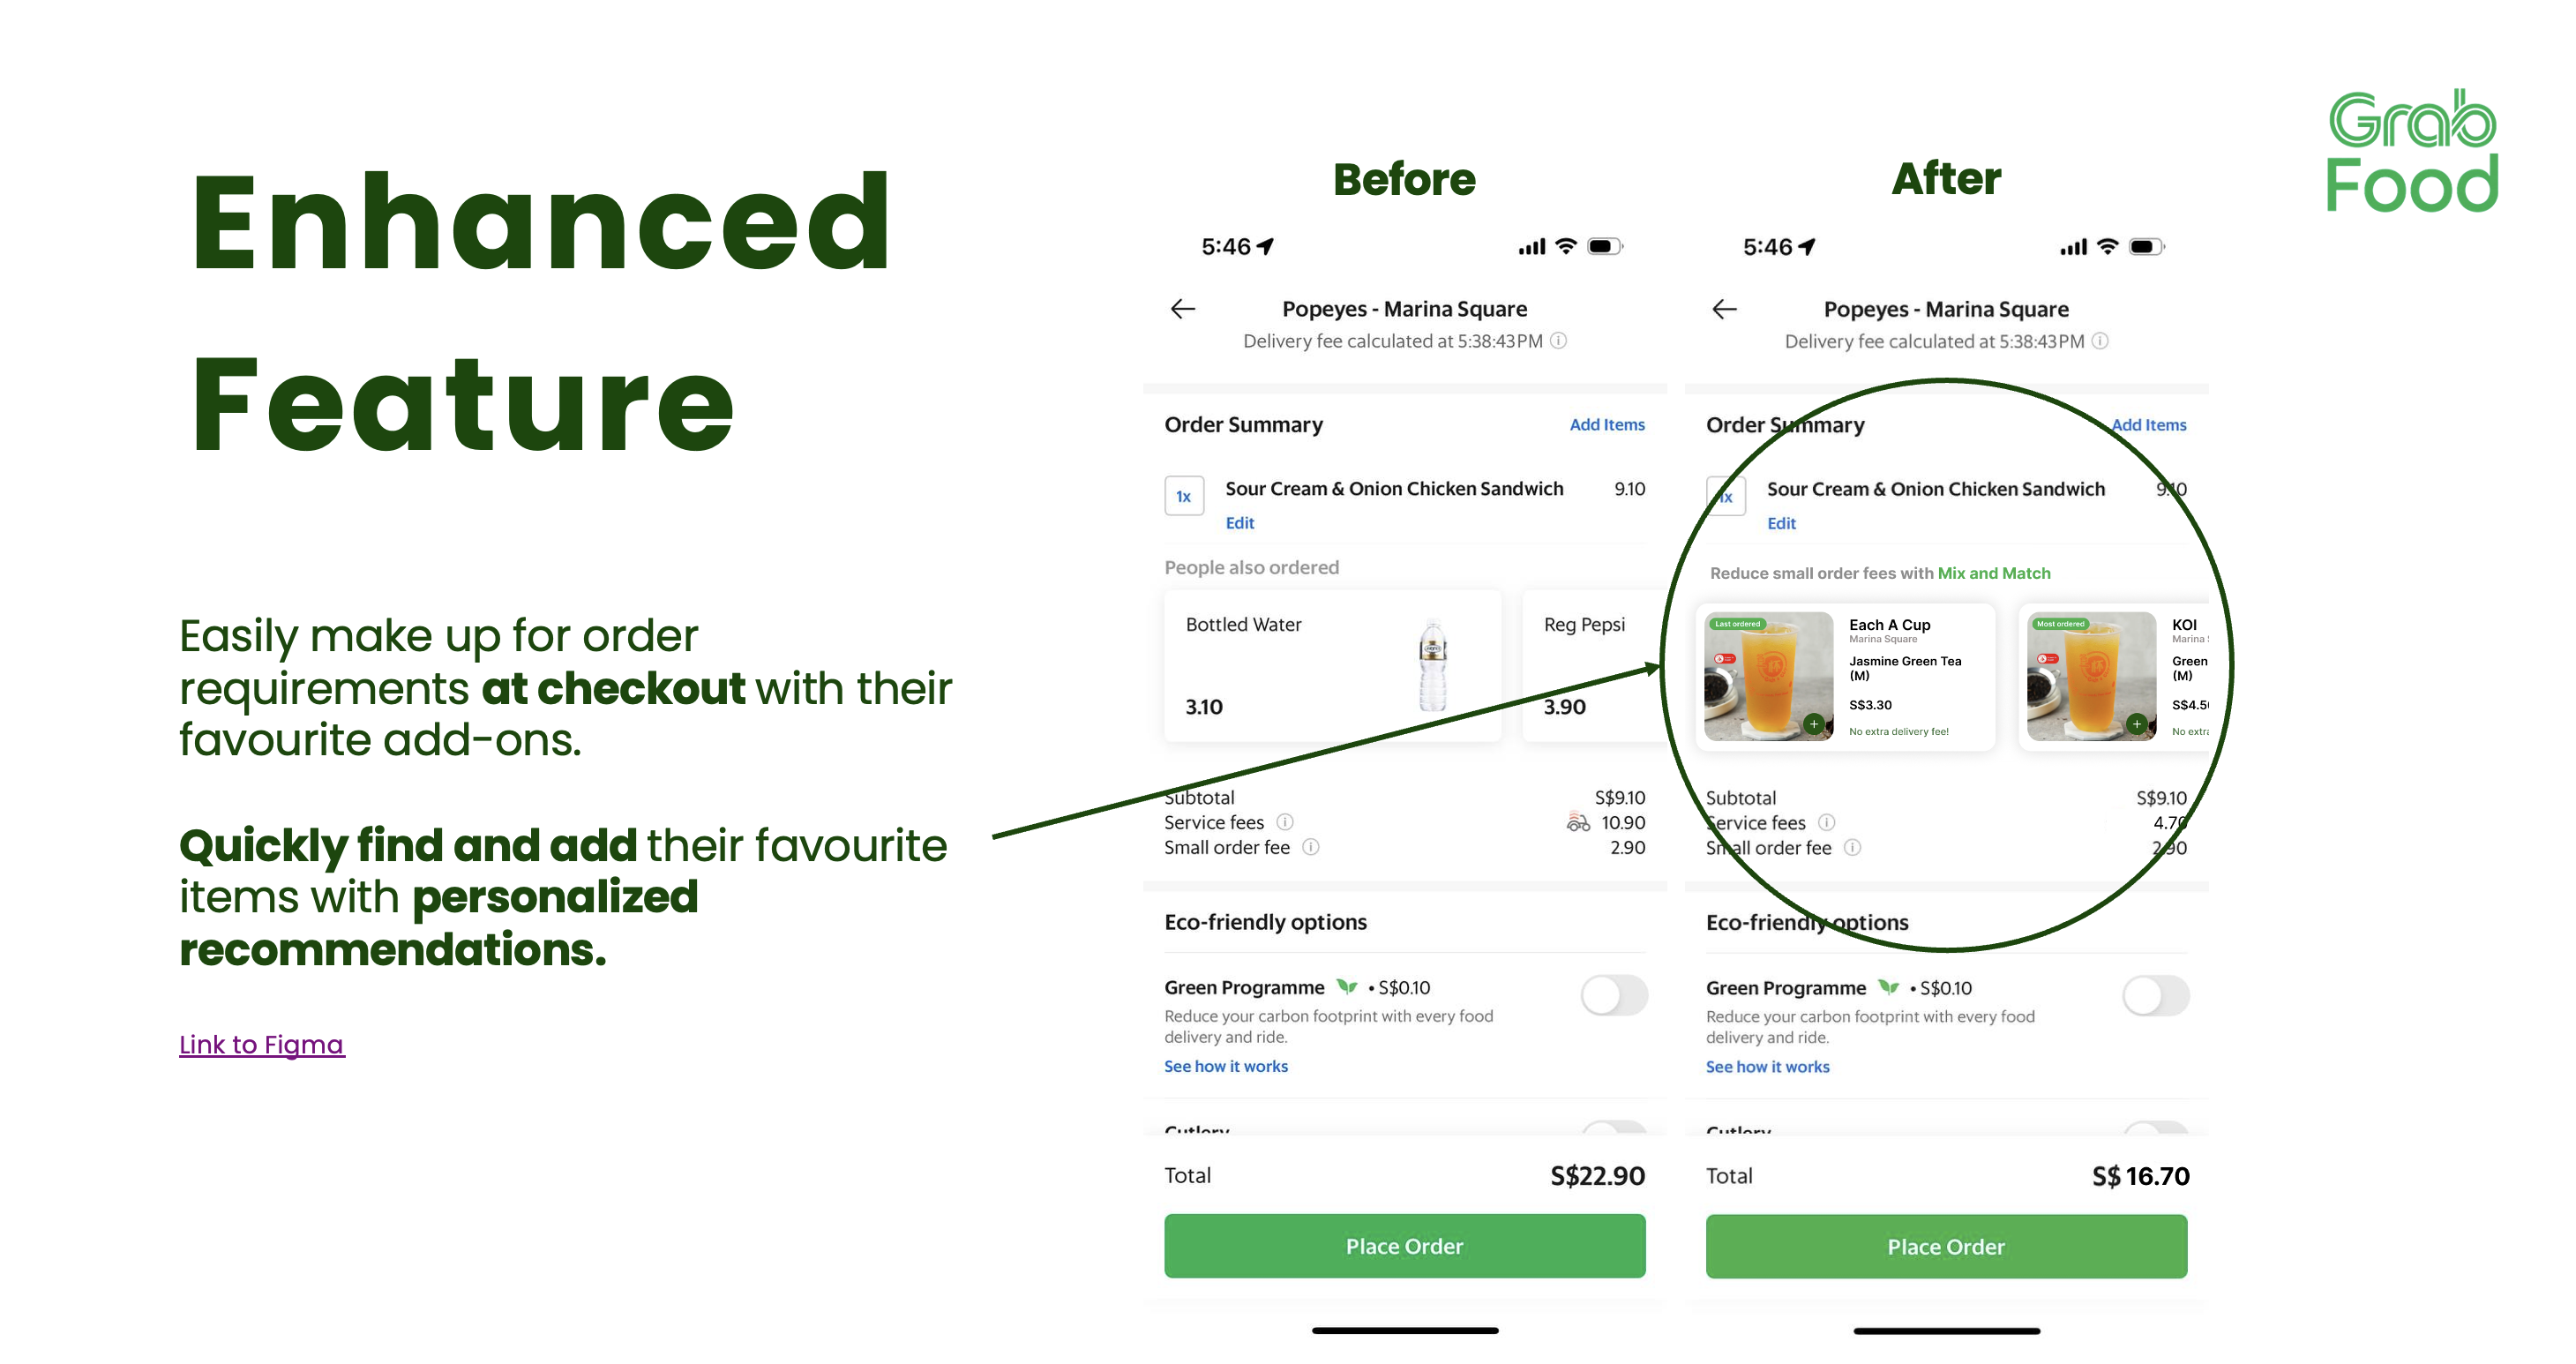 Enhanced
Feature
Easily make up for order
requirements at checkout with their
favourite add-ons.
Quickly find and add their favourite
items with personalized
recommendations.
Link to Figma
Before
5:46
Popeyes - Marina Square
Delivery fee calculated at 5:38:43PM
Order Summary
Add Items
1x
Sour Cream & Onion Chicken Sandwich
9.10
Edit
People also ordered
Bottled Water
3.10
Reg Pepsi
3.90
Subtotal
S$9.10
Service fees
10.90
Small order fee
2.90
Eco-friendly options
Green Programme • S$0.10
Reduce your carbon footprint with every food
delivery and ride.
See how it works
Cutlery
Total
S$22.90
Place Order
After
5:46
Popeyes - Marina Square
Delivery fee calculated at 5:38:43PM
Order Summary
Add Items
1x
Sour Cream & Onion Chicken Sandwich
9.10
Edit
Reduce small order fees with Mix and Match
Last ordered
Each A Cup
Marina Square
Jasmine Green Tea
(M)
S$3.30
No extra delivery fee!
Most ordered
KOI
Marina
Green
(M)
S$4.5
No extra
Subtotal
S$9.10
Service fees
4.70
Small order fee
2.90
Eco-friendly options
Green Programme • S$0.10
Reduce your carbon footprint with every food
delivery and ride.
See how it works
Cutlery
Total
S$ 16.70
Place Order
Grab
Food